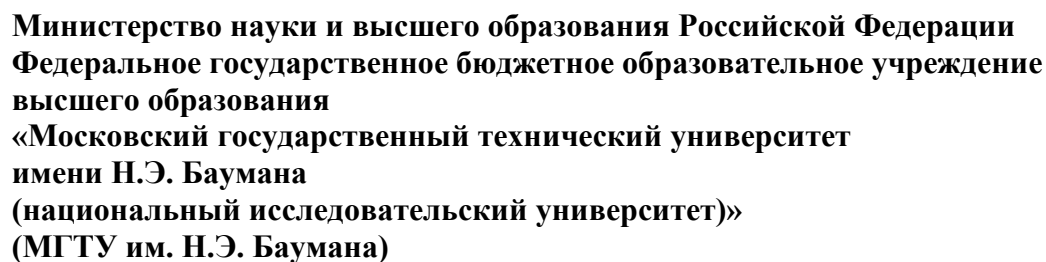 Министерство науки и высшего образования Российской Федерации
Федеральное государственное бюджетное образовательное учреждение
высшего образования
«Московский государственный технический университет
имени Н.Э. Баумана
(национальный исследовательский университет)»
(МГТУ им. Н.Э. Баумана)